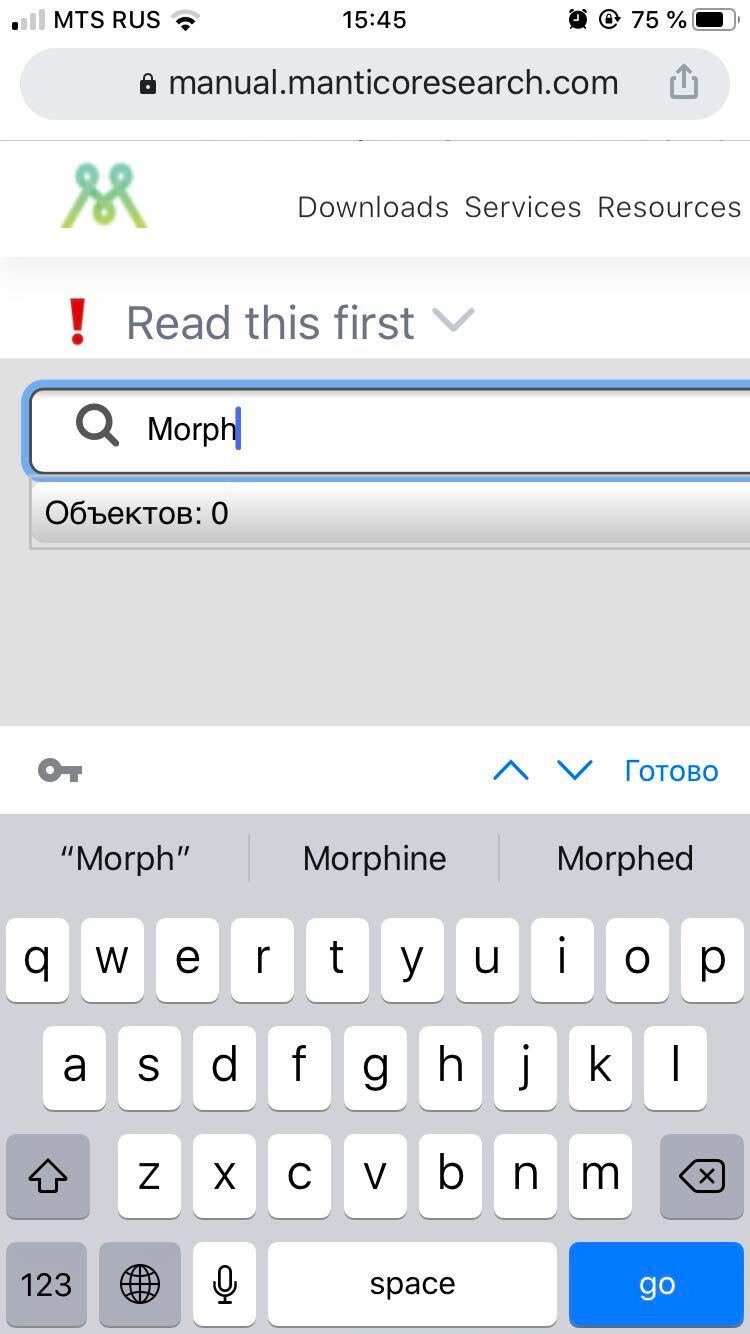 MTS RUS 15:45 75 %
manual.manticoresearch.com
Downloads Services Resources
Read this first
Morph
Объектов: 0
Готово
“Morph” Morphine Morphed
q w e r t y u i o p
a s d f g h j k l
z x c v b n m
123 space go